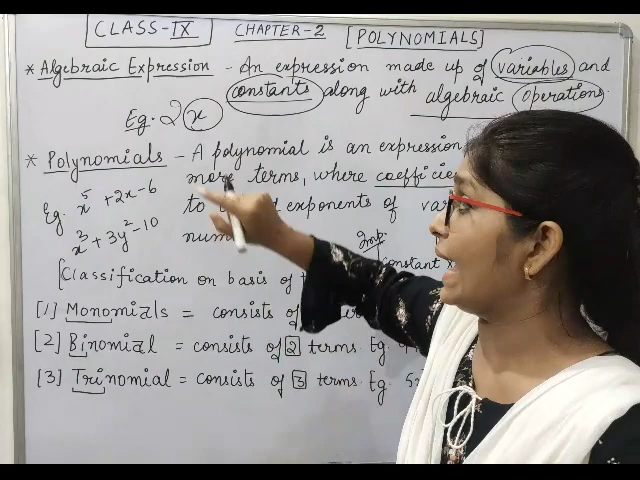 CLASS-IX CHAPTER-2 [POLYNOMIALS]
* Algebraic Expression - An expression made up of variables and
constants along with algebraic operations.
Eg. 2x
* Polynomials - A polynomial is an expression
more terms, where
Eg. x⁵ + 2x - 6 to exponents of
x³ + 3y² - 10
Imp.
constant x
[Classification on basis of
[1] Monomials = consists of
[2] Binomial = consists of 2 terms. Eg.
[3] Trinomial = consists of 3 terms. Eg. 5x